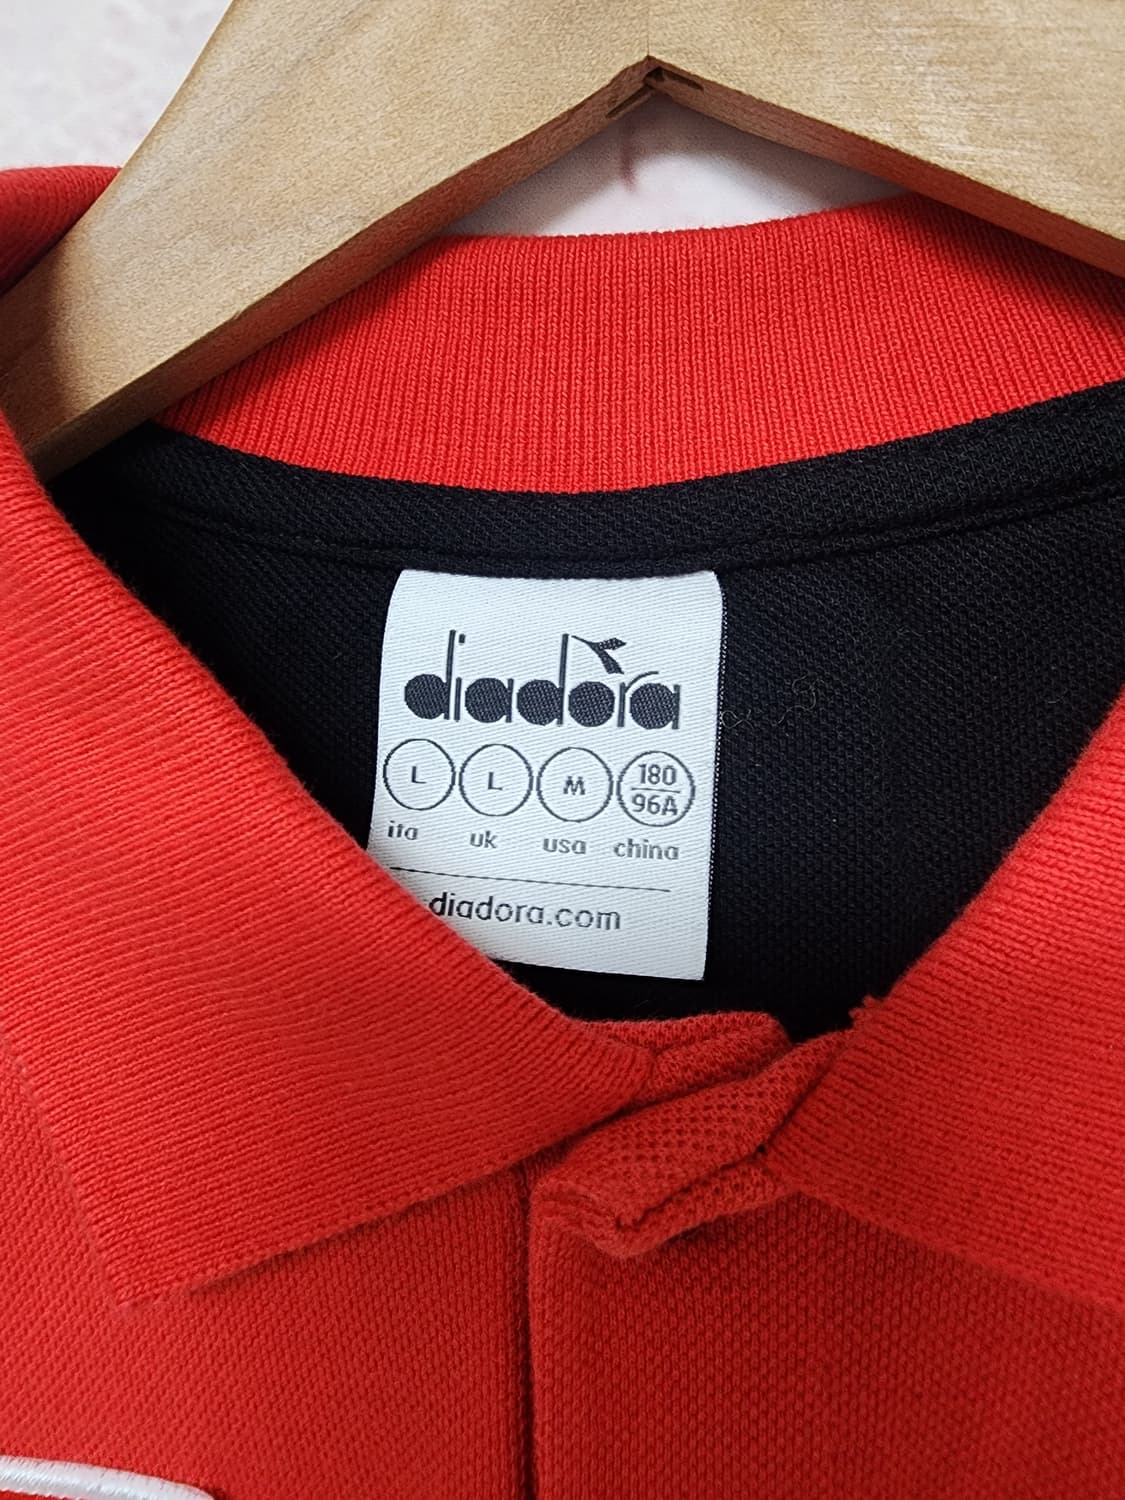 diadora
L L M 180
96A
ita uk usa china
diadora.com